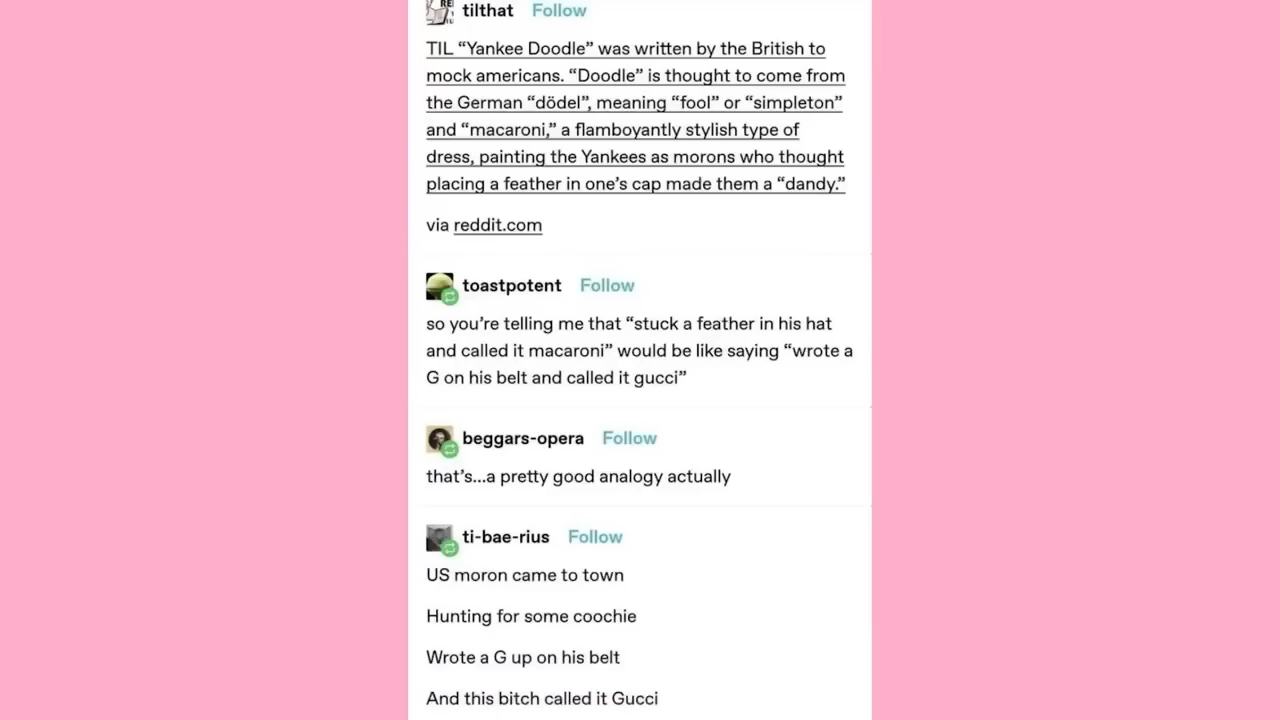 tilthat Follow
TIL “Yankee Doodle” was written by the British to
mock americans. “Doodle” is thought to come from
the German “dödel”, meaning “fool” or “simpleton”
and “macaroni,” a flamboyantly stylish type of
dress, painting the Yankees as morons who thought
placing a feather in one’s cap made them a “dandy.”
via reddit.com
toastpotent Follow
so you’re telling me that “stuck a feather in his hat
and called it macaroni” would be like saying “wrote a
G on his belt and called it gucci”
beggars-opera Follow
that’s...a pretty good analogy actually
ti-bae-rius Follow
US moron came to town
Hunting for some coochie
Wrote a G up on his belt
And this bitch called it Gucci